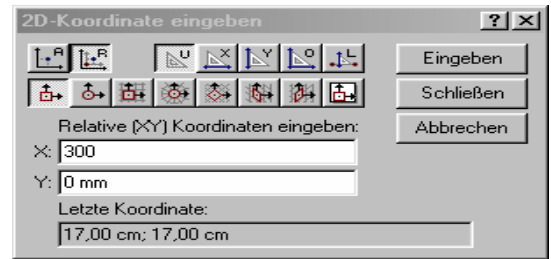 2D-Koordinate eingeben
A R U X Y O L
Eingeben
Schließen
Abbrechen
Relative (XY) Koordinaten eingeben:
X: 300
Y: 0 mm
Letzte Koordinate:
17,00 cm; 17,00 cm